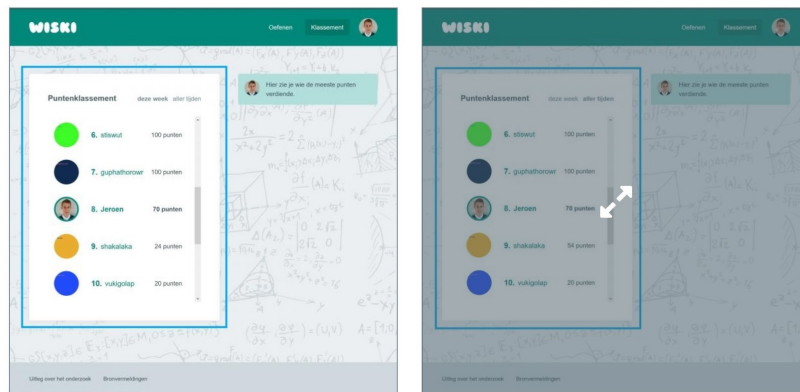 WISKI
Oefenen Klassement
Puntenklassement deze week aller tijden
6. stiswut 100 punten
7. guphathorowr 100 punten
8. Jeroen 70 punten
9. shakalaka 24 punten
10. vukigolap 20 punten
Hier zie je wie de meeste punten
verdiende.
Uitleg over het onderzoek Bronvermeldingen
WISKI
Oefenen Klassement
Puntenklassement deze week aller tijden
6. stiswut 100 punten
7. guphathorowr 100 punten
8. Jeroen 70 punten
9. shakalaka 54 punten
10. vukigolap 20 punten
Hier zie je wie de meeste punten
verdiende.
Uitleg over het onderzoek Bronvermeldingen